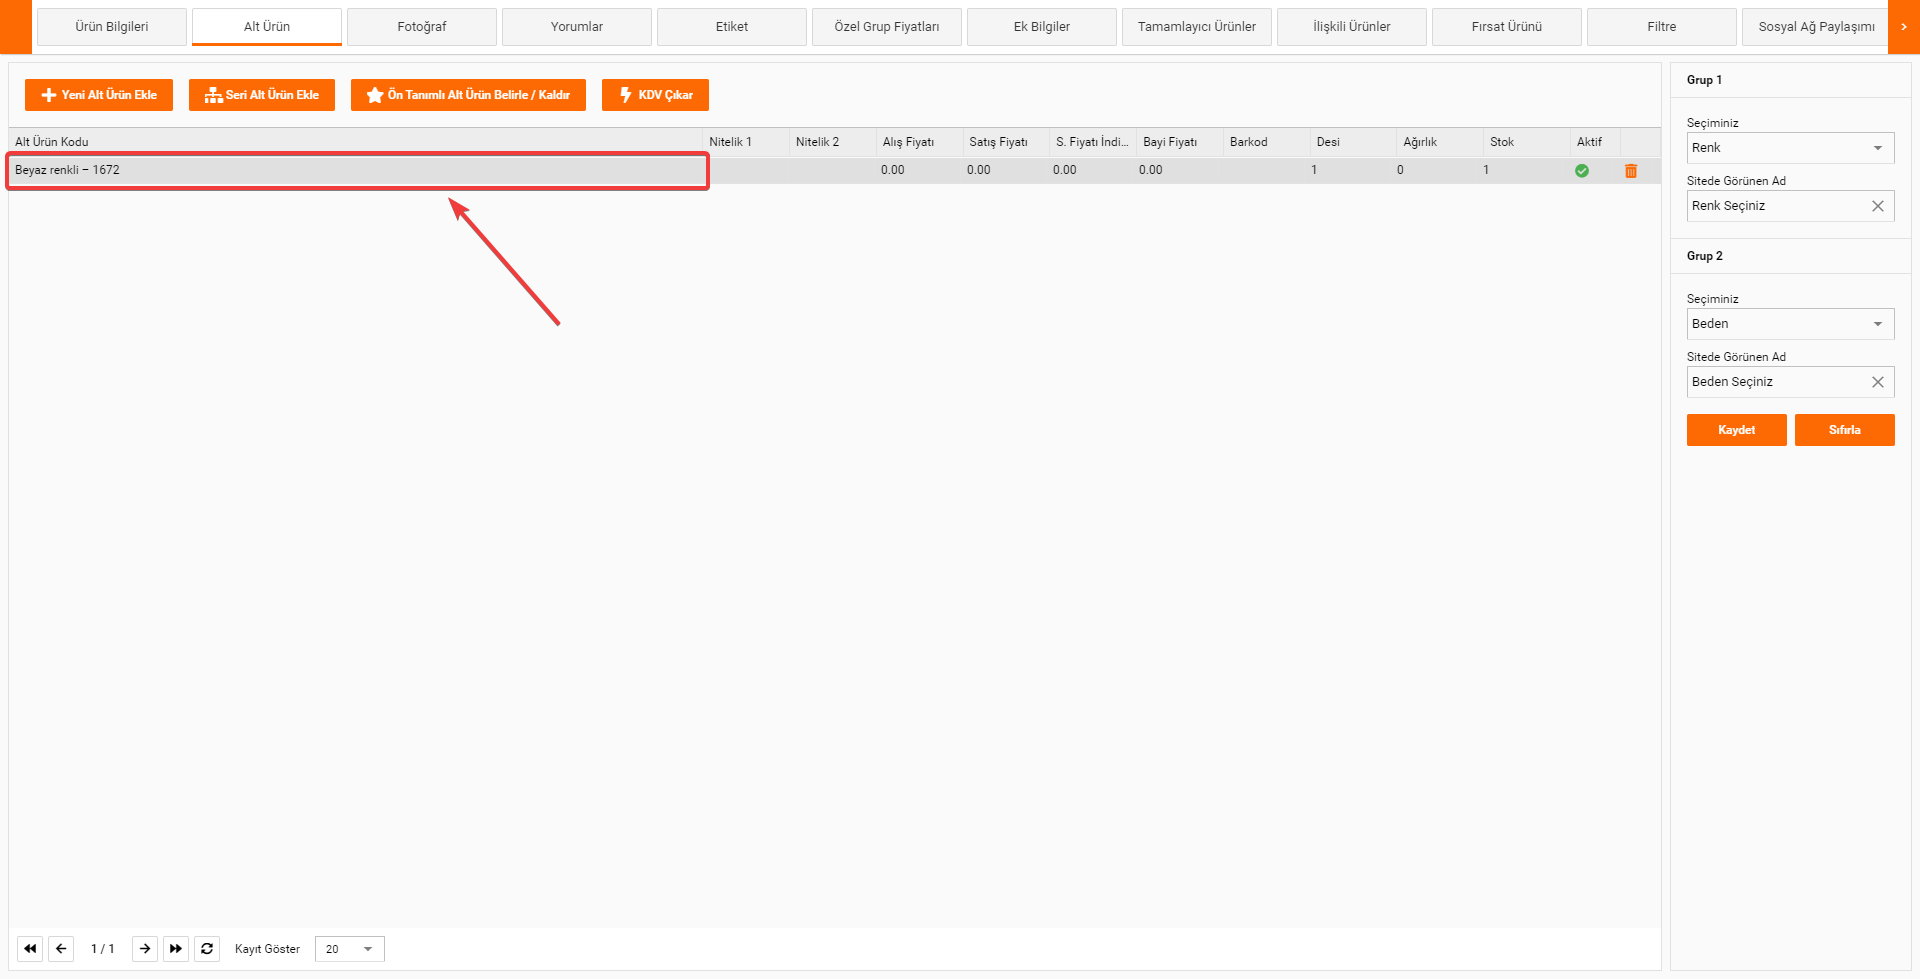 Ürün Bilgileri Alt Ürün Fotoğraf Yorumlar Etiket Özel Grup Fiyatları Ek Bilgiler Tamamlayıcı Ürünler İlişkili Ürünler Fırsat Ürünü Filtre Sosyal Ağ Paylaşımı
Yeni Alt Ürün Ekle Seri Alt Ürün Ekle Ön Tanımlı Alt Ürün Belirle / Kaldır KDV Çıkar
Alt Ürün Kodu Nitelik 1 Nitelik 2 Alış Fiyatı Satış Fiyatı S. Fiyatı İndi... Bayi Fiyatı Barkod Desi Ağırlık Stok Aktif
Beyaz renkli – 1672 0.00 0.00 0.00 0.00 1 0 1
Grup 1
Seçiminiz
Renk
Sitede Görünen Ad
Renk Seçiniz
Grup 2
Seçiminiz
Beden
Sitede Görünen Ad
Beden Seçiniz
Kaydet Sıfırla
1 / 1 Kayıt Göster 20